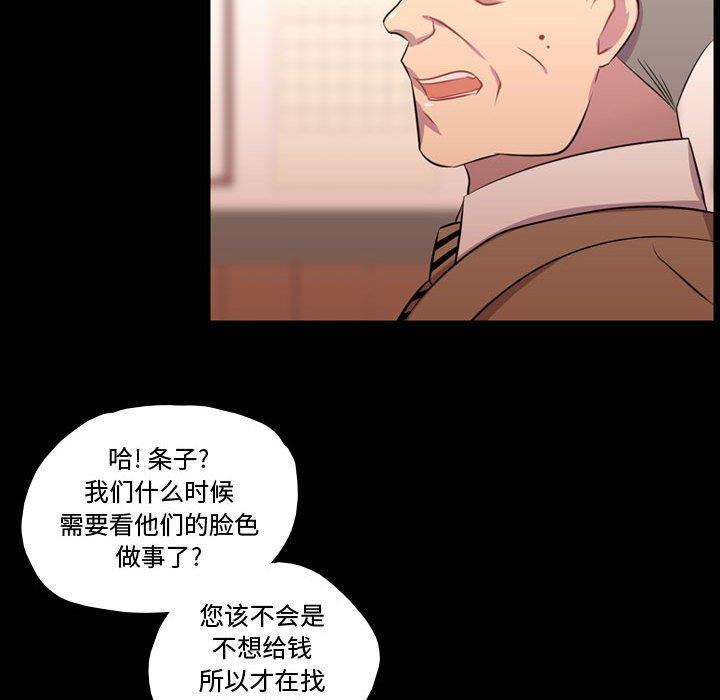 哈! 条子?
我们什么时候
需要看他们的脸色
做事了?
您该不会是
不想给钱
所以才在找